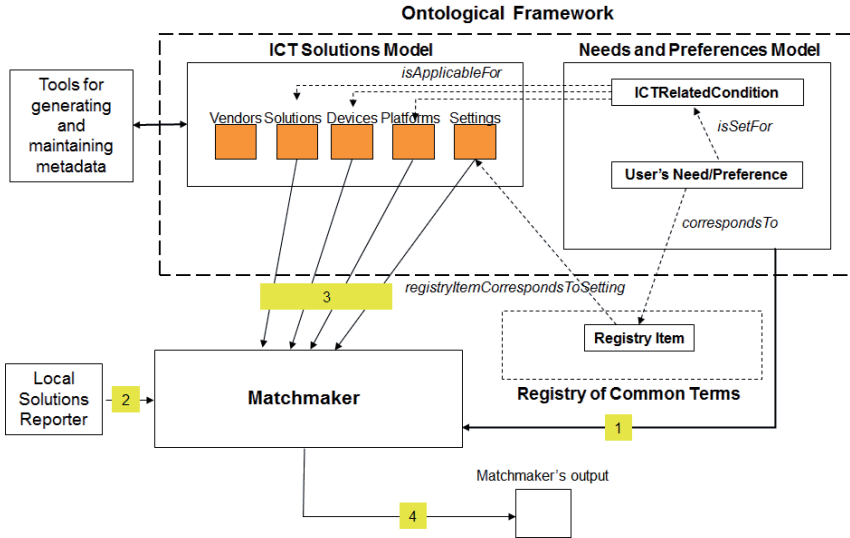 Ontological Framework
ICT Solutions Model
Needs and Preferences Model
Tools for
generating
and
maintaining
metadata
isApplicableFor
ICTRelatedCondition
Vendors Solutions Devices Platforms Settings
isSetFor
User's Need/Preference
correspondsTo
3
registryItemCorrespondsToSetting
Registry Item
Local
Solutions
Reporter
2
Matchmaker
Registry of Common Terms
1
Matchmaker's output
4